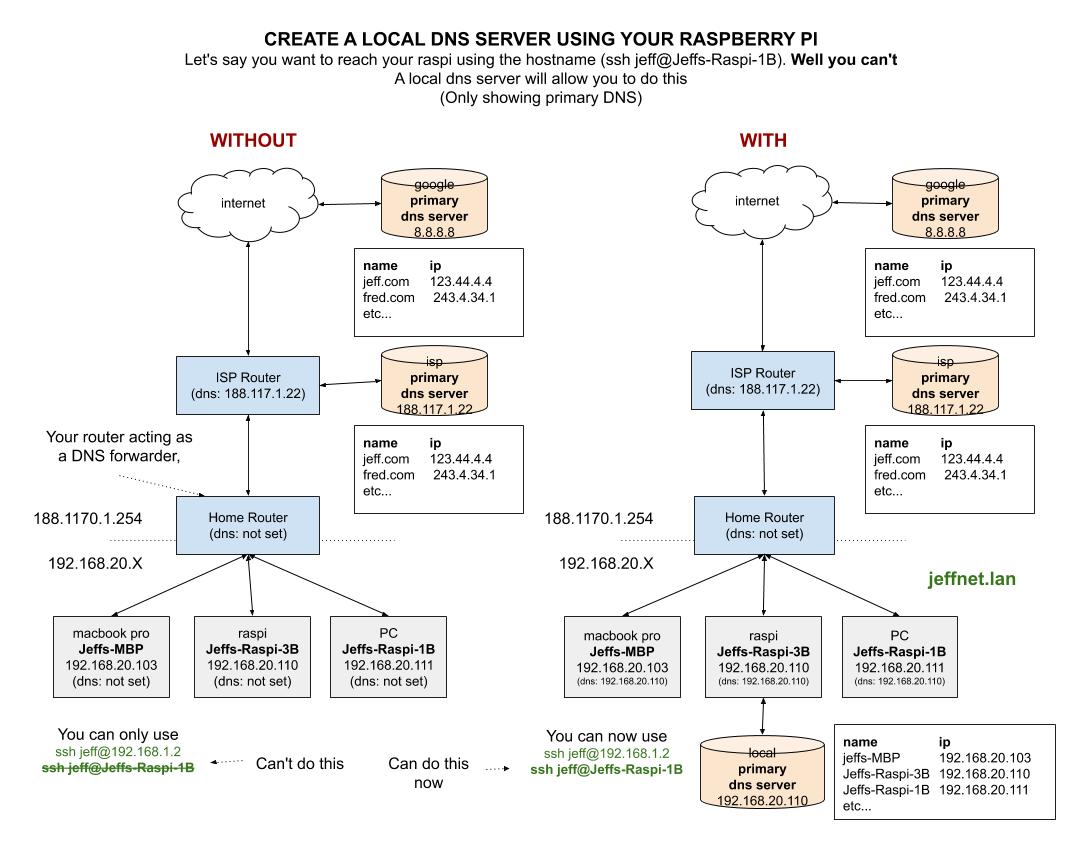 CREATE A LOCAL DNS SERVER USING YOUR RASPBERRY PI
Let's say you want to reach your raspi using the hostname (ssh jeff@Jeffs-Raspi-1B). Well you can't
A local dns server will allow you to do this
(Only showing primary DNS)
WITHOUT
internet
google
primary
dns server
8.8.8.8
name ip
jeff.com 123.44.4.4
fred.com 243.4.34.1
etc...
ISP Router
(dns: 188.117.1.22)
isp
primary
dns server
188.117.1.22
name ip
jeff.com 123.44.4.4
fred.com 243.4.34.1
etc...
Your router acting as
a DNS forwarder,
Home Router
(dns: not set)
188.1170.1.254
192.168.20.X
macbook pro
Jeffs-MBP
192.168.20.103
(dns: not set)
raspi
Jeffs-Raspi-3B
192.168.20.110
(dns: not set)
PC
Jeffs-Raspi-1B
192.168.20.111
(dns: not set)
You can only use
ssh jeff@192.168.1.2
ssh jeff@Jeffs-Raspi-1B
Can't do this
WITH
internet
google
primary
dns server
8.8.8.8
name ip
jeff.com 123.44.4.4
fred.com 243.4.34.1
etc...
ISP Router
(dns: 188.117.1.22)
isp
primary
dns server
188.117.1.22
name ip
jeff.com 123.44.4.4
fred.com 243.4.34.1
etc...
Home Router
(dns: not set)
188.1170.1.254
192.168.20.X
jeffnet.lan
macbook pro
Jeffs-MBP
192.168.20.103
(dns: 192.168.20.110)
raspi
Jeffs-Raspi-3B
192.168.20.110
(dns: 192.168.20.110)
PC
Jeffs-Raspi-1B
192.168.20.111
(dns: 192.168.20.110)
Can do this
now
You can now use
ssh jeff@192.168.1.2
ssh jeff@Jeffs-Raspi-1B
local
primary
dns server
192.168.20.110
name ip
jeffs-MBP 192.168.20.103
Jeffs-Raspi-3B 192.168.20.110
Jeffs-Raspi-1B 192.168.20.111
etc...